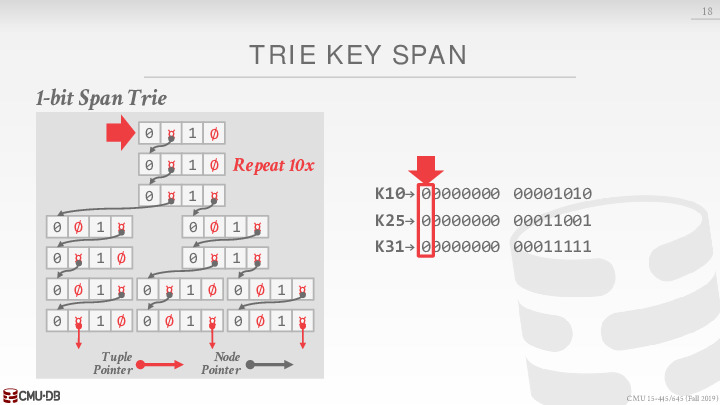 18
TRIE KEY SPAN
1-bit Span Trie
0 ¤ 1 Ø
0 ¤ 1 Ø Repeat 10x
0 ¤ 1 ¤
0 Ø 1 ¤ 0 Ø 1 ¤
0 ¤ 1 Ø 0 ¤ 1 ¤
0 Ø 1 ¤ 0 ¤ 1 Ø 0 Ø 1 ¤
0 ¤ 1 Ø 0 Ø 1 ¤ 0 Ø 1 ¤
Tuple Pointer
Node Pointer
K10→ 00000000 00001010
K25→ 00000000 00011001
K31→ 00000000 00011111
CMU·DB
CMU 15-445/645 (Fall 2019)